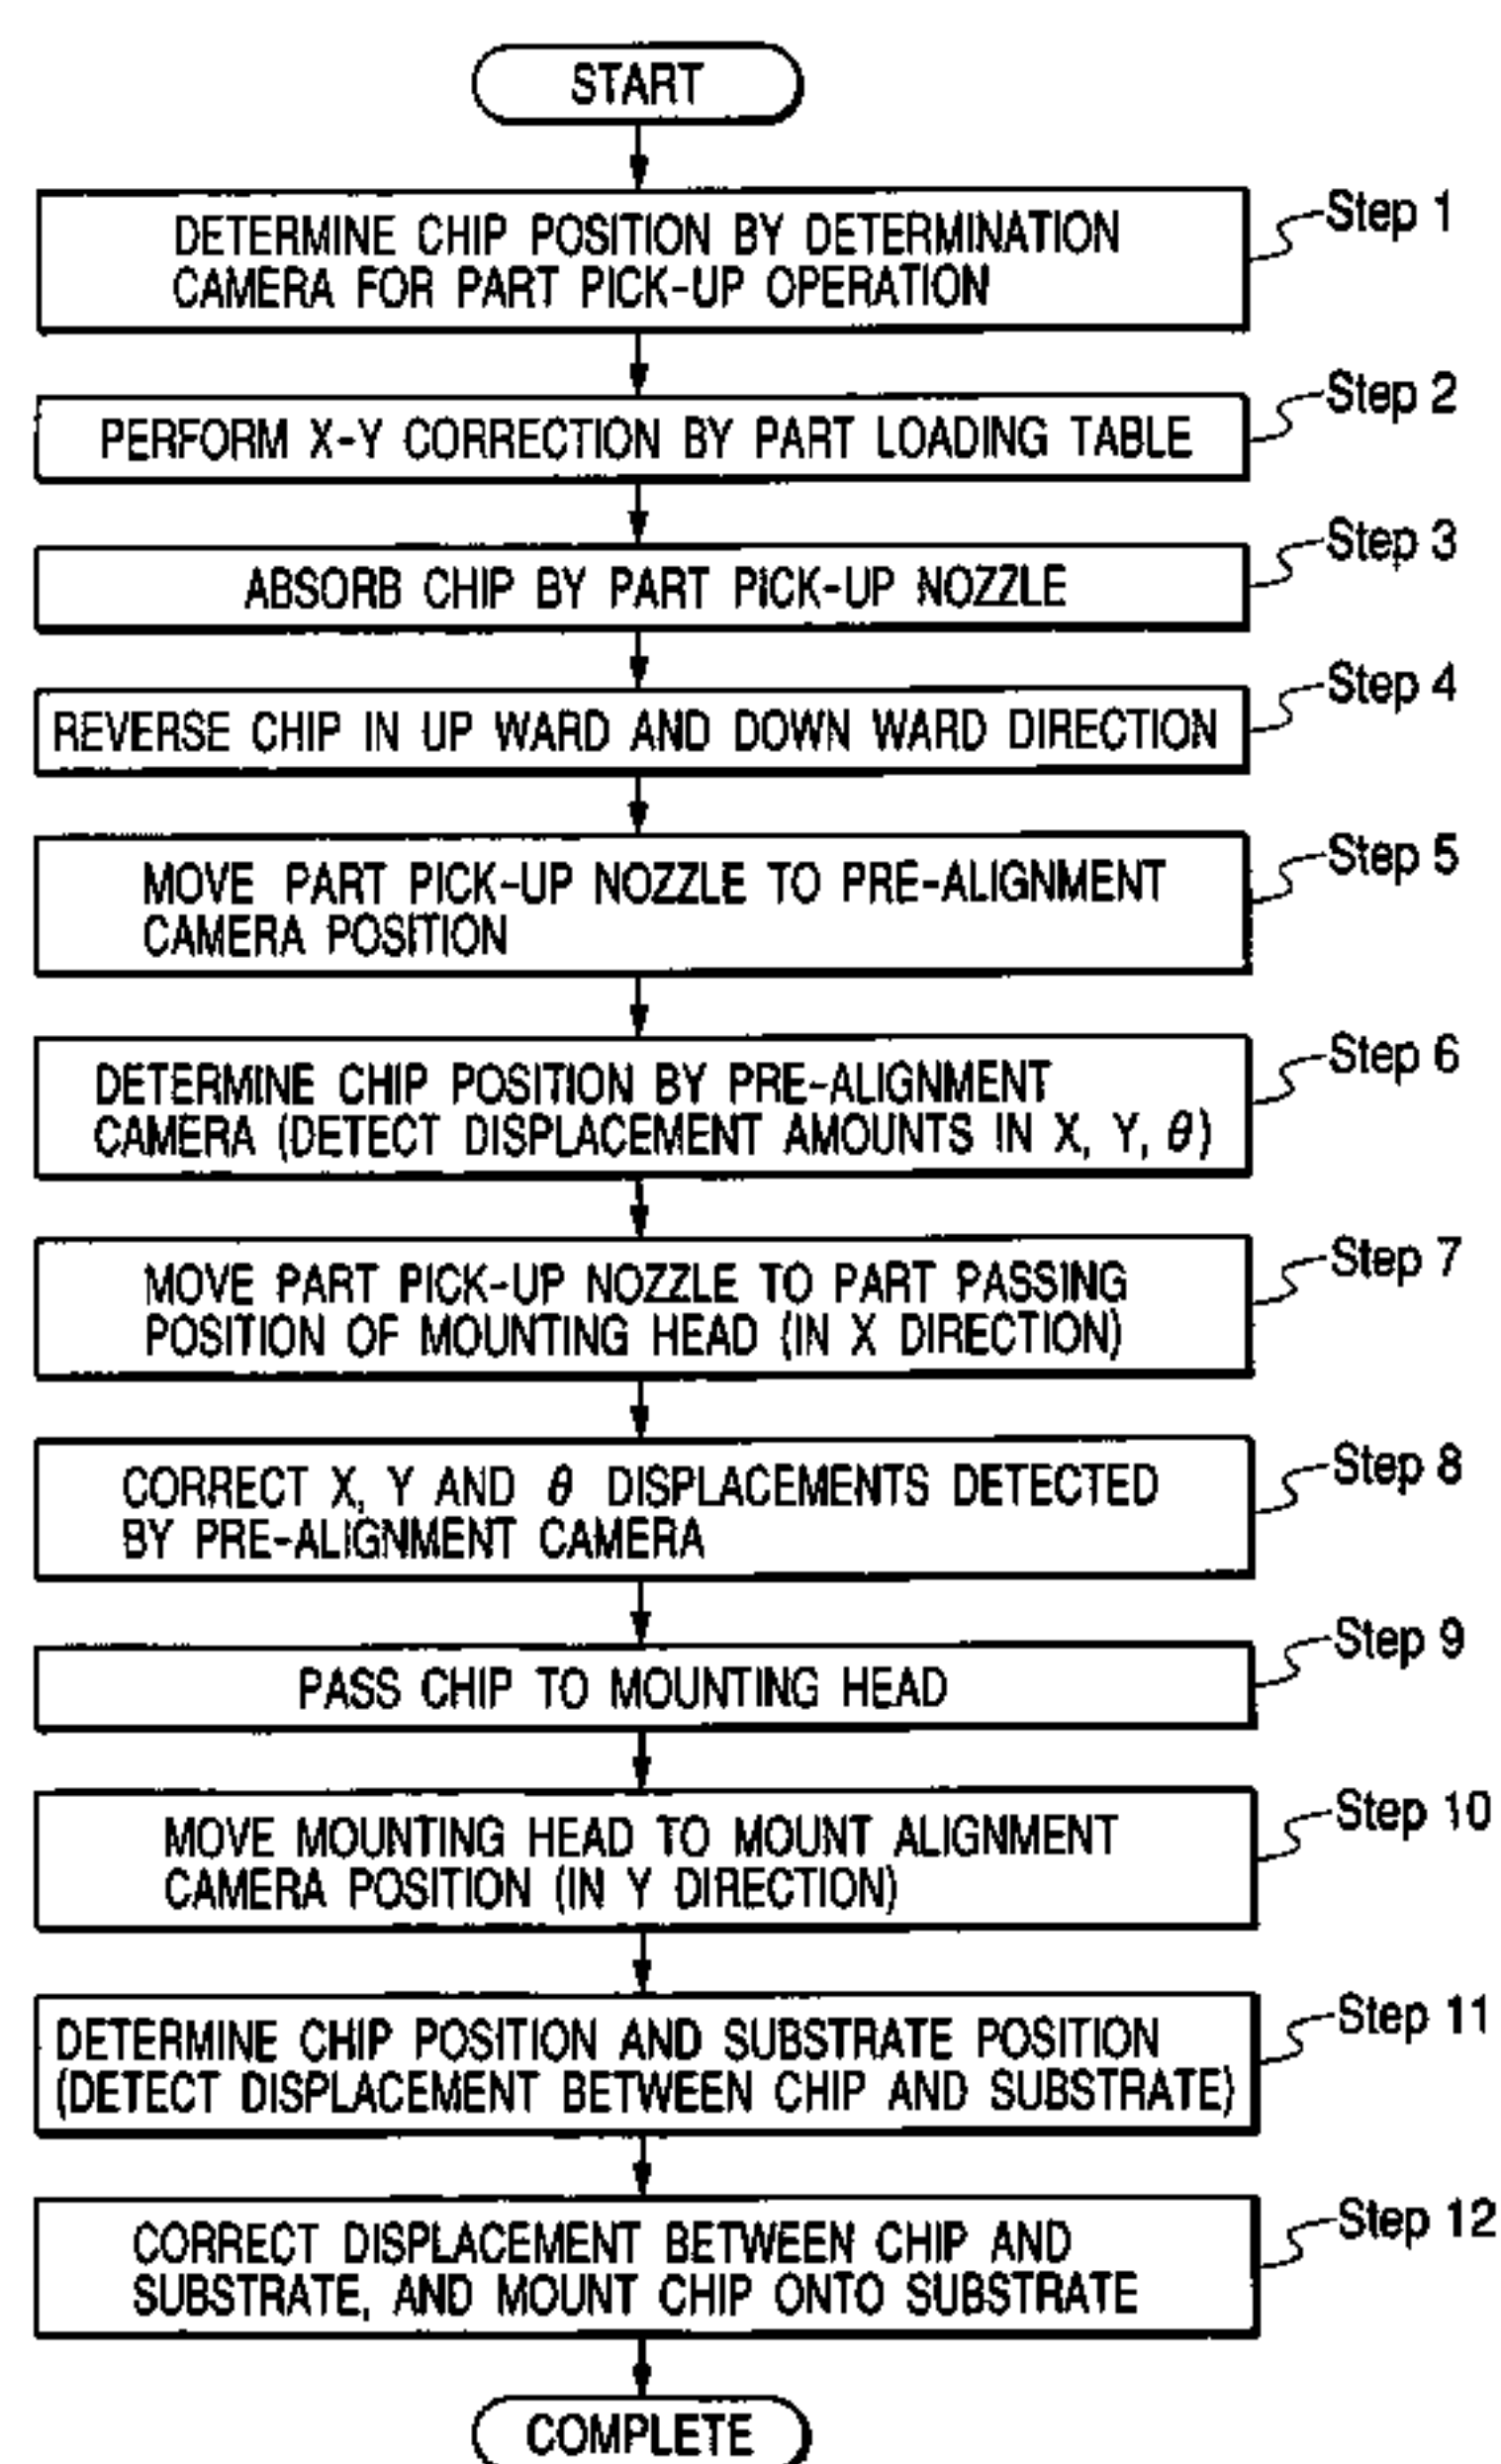 START
DETERMINE CHIP POSITION BY DETERMINATION
CAMERA FOR PART PICK-UP OPERATION
Step 1
PERFORM X-Y CORRECTION BY PART LOADING TABLE
Step 2
ABSORB CHIP BY PART PICK-UP NOZZLE
Step 3
REVERSE CHIP IN UP WARD AND DOWN WARD DIRECTION
Step 4
MOVE PART PICK-UP NOZZLE TO PRE-ALIGNMENT
CAMERA POSITION
Step 5
DETERMINE CHIP POSITION BY PRE-ALIGNMENT
CAMERA (DETECT DISPLACEMENT AMOUNTS IN X, Y, θ)
Step 6
MOVE PART PICK-UP NOZZLE TO PART PASSING
POSITION OF MOUNTING HEAD (IN X DIRECTION)
Step 7
CORRECT X, Y AND θ DISPLACEMENTS DETECTED
BY PRE-ALIGNMENT CAMERA
Step 8
PASS CHIP TO MOUNTING HEAD
Step 9
MOVE MOUNTING HEAD TO MOUNT ALIGNMENT
CAMERA POSITION (IN Y DIRECTION)
Step 10
DETERMINE CHIP POSITION AND SUBSTRATE POSITION
(DETECT DISPLACEMENT BETWEEN CHIP AND SUBSTRATE)
Step 11
CORRECT DISPLACEMENT BETWEEN CHIP AND
SUBSTRATE, AND MOUNT CHIP ONTO SUBSTRATE
Step 12
COMPLETE